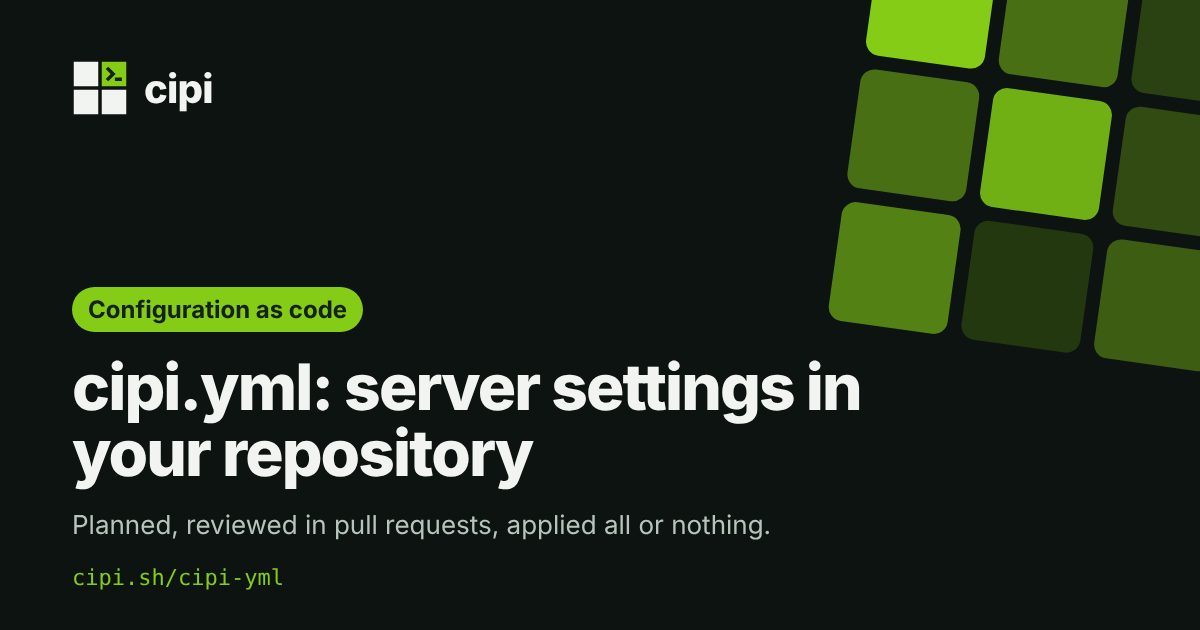 cipi
Configuration as code
cipi.yml: server settings in
your repository
Planned, reviewed in pull requests, applied all or nothing.
cipi.sh/cipi-yml